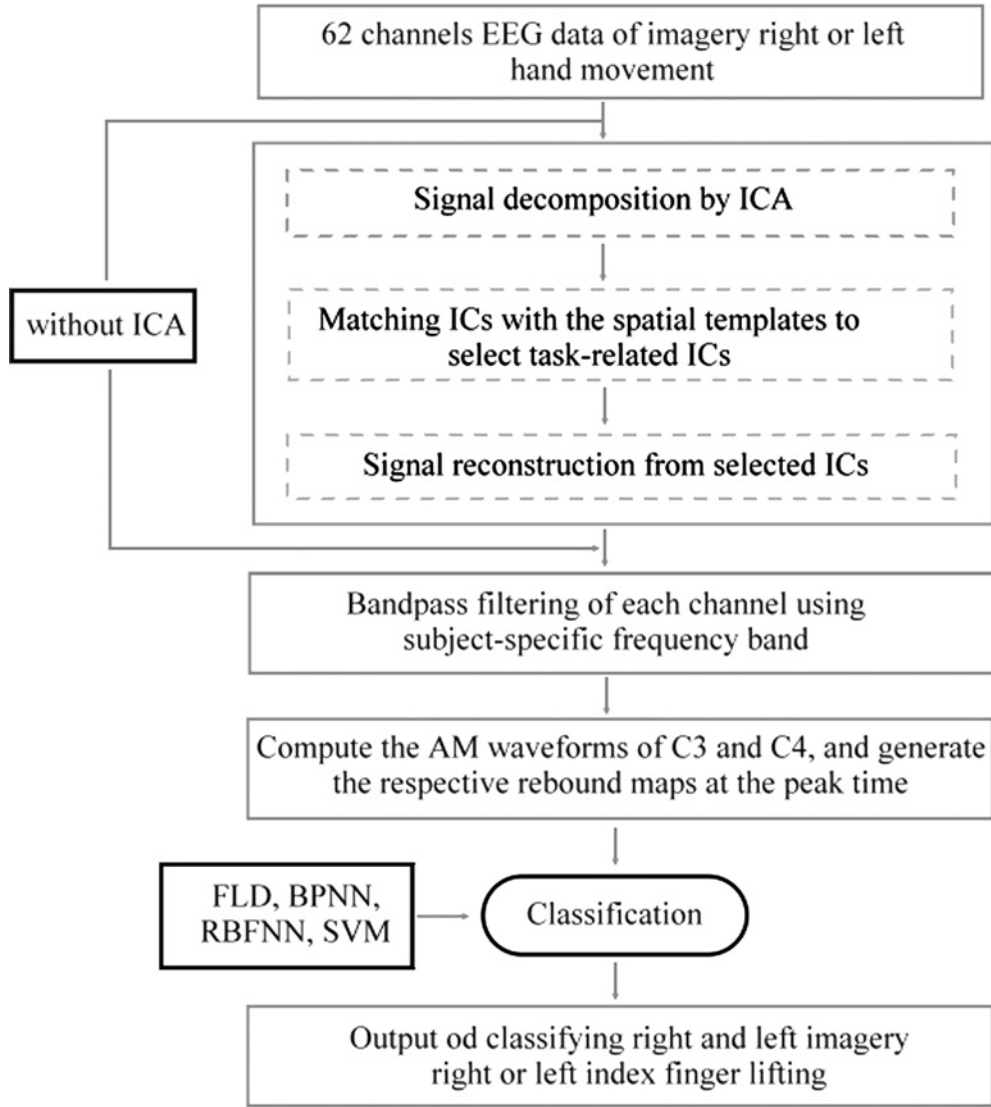 62 channels EEG data of imagery right or left
hand movement
Signal decomposition by ICA
without ICA
Matching ICs with the spatial templates to
select task-related ICs
Signal reconstruction from selected ICs
Bandpass filtering of each channel using
subject-specific frequency band
Compute the AM waveforms of C3 and C4, and generate
the respective rebound maps at the peak time
FLD, BPNN,
RBFNN, SVM
Classification
Output od classifying right and left imagery
right or left index finger lifting